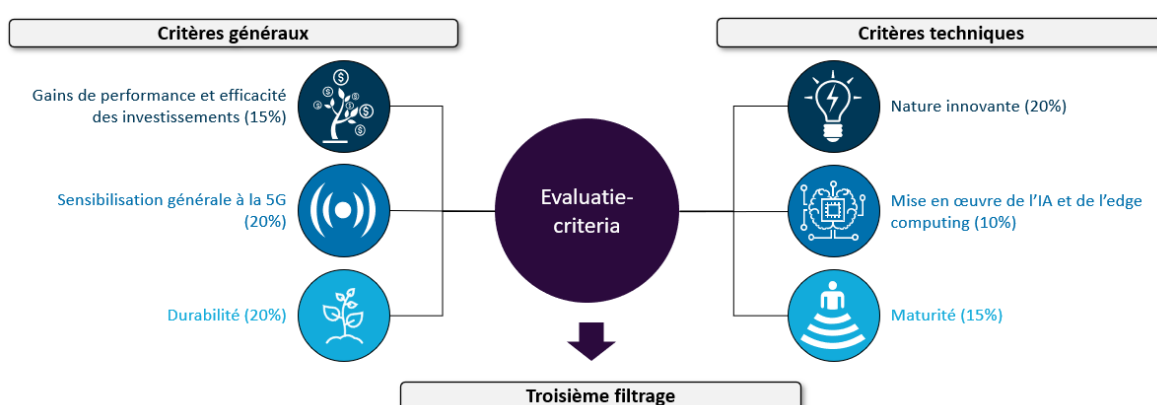 Critères généraux
Gains de performance et efficacité
des investissements (15%)
Sensibilisation générale à la 5G
(20%)
Durabilité (20%)
Evaluatie-
criteria
Critères techniques
Nature innovante (20%)
Mise en œuvre de l’IA et de l’edge
computing (10%)
Maturité (15%)
Troisième filtrage